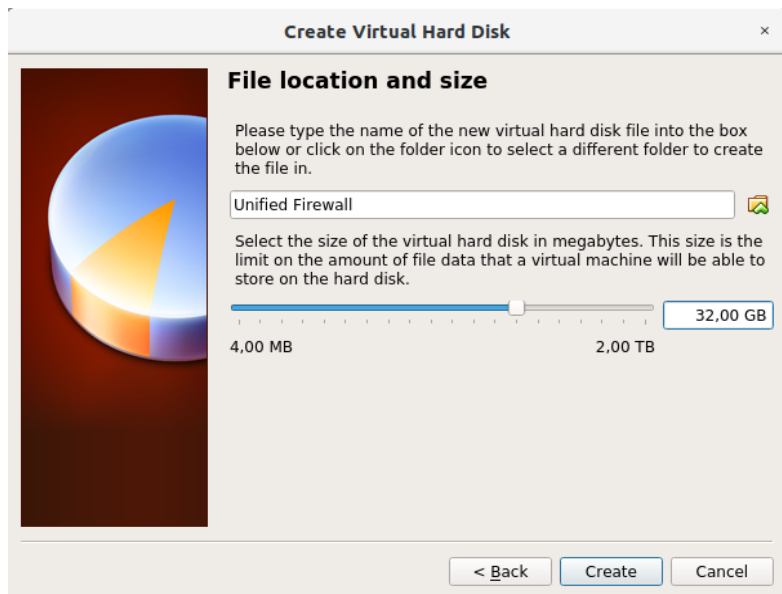 Create Virtual Hard Disk
×
File location and size
Please type the name of the new virtual hard disk file into the box
below or click on the folder icon to select a different folder to create
the file in.
Unified Firewall
Select the size of the virtual hard disk in megabytes. This size is the
limit on the amount of file data that a virtual machine will be able to
store on the hard disk.
32,00 GB
4,00 MB
2,00 TB
< Back
Create
Cancel